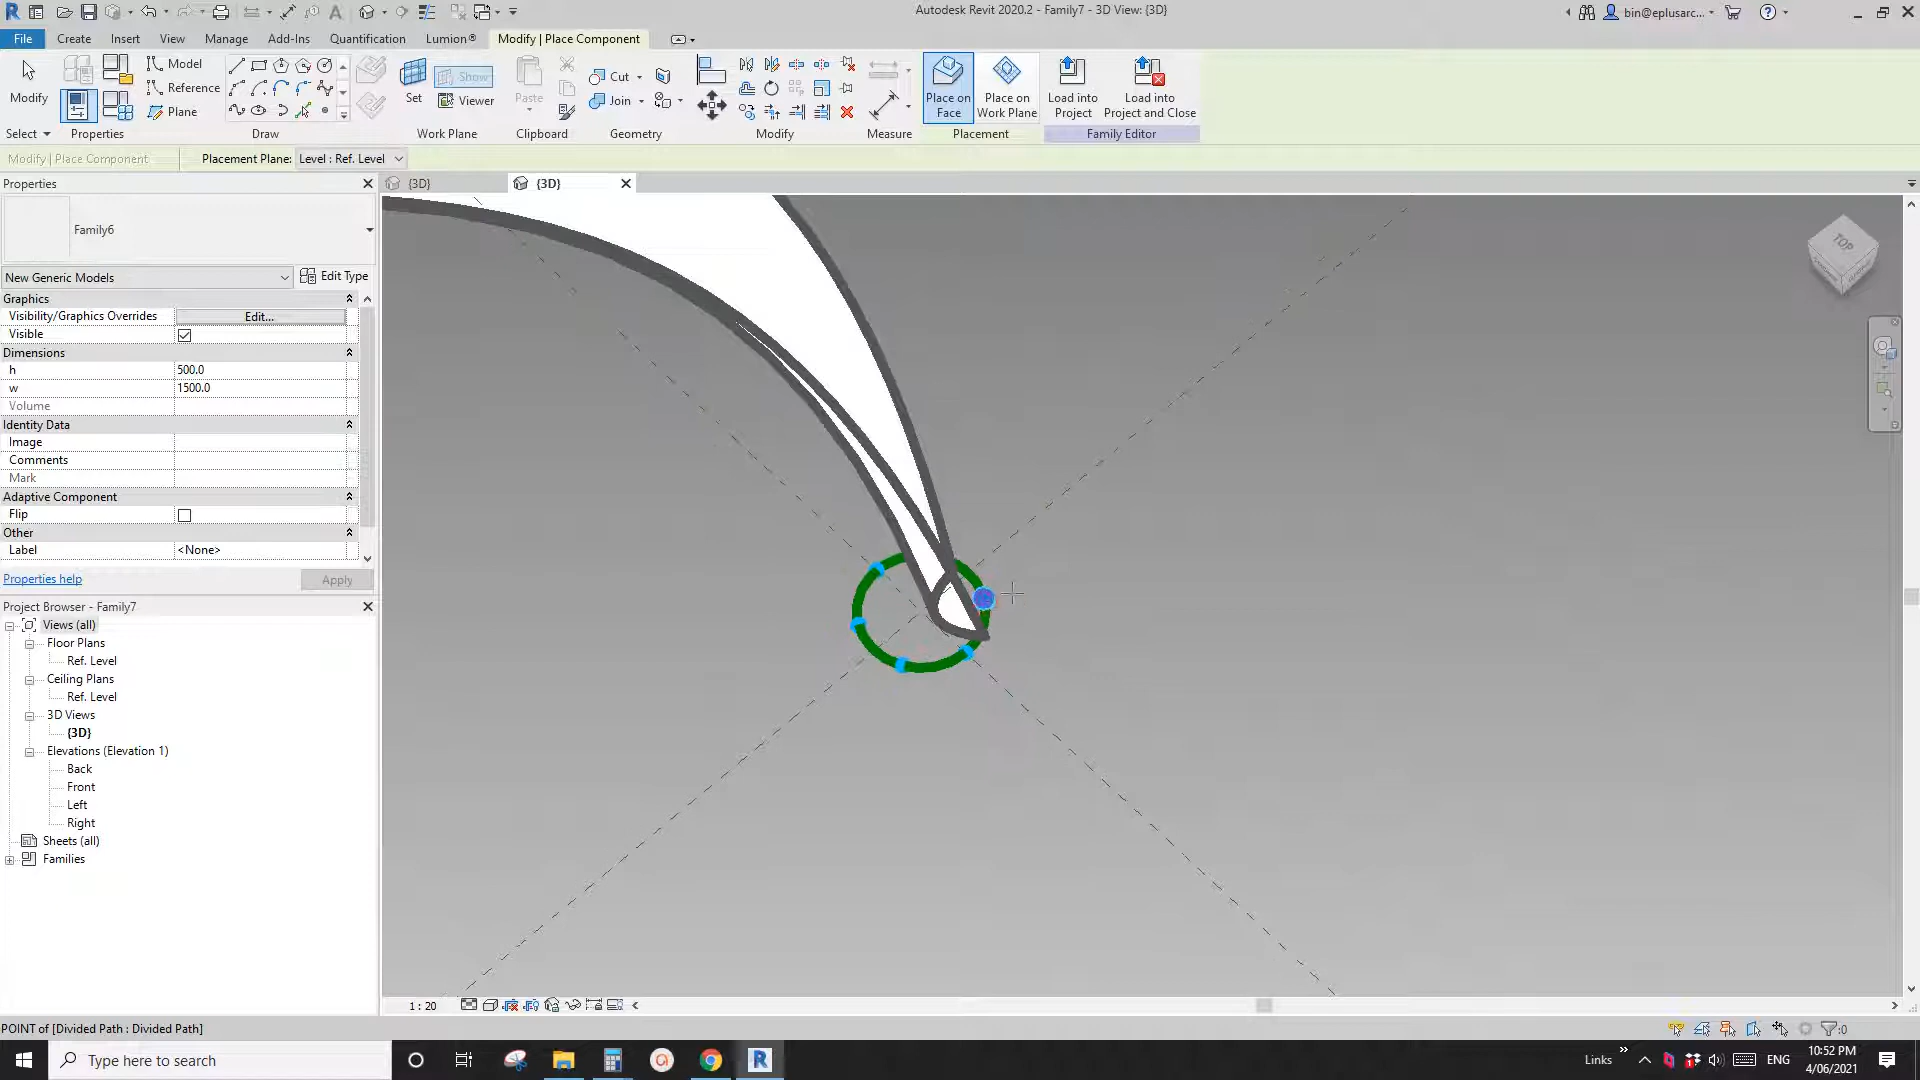 Autodesk Revit 2020.2 - Family7 - 3D View: {3D}
bin@eplusarc...
File Create Insert View Manage Add-Ins Quantification Lumion® Modify | Place Component
Modify
Model
Reference
Plane
Set
Show
Viewer
Paste
Cut
Join
Place on Face
Place on Work Plane
Load into Project
Load into Project and Close
Select Properties Draw Work Plane Clipboard Geometry Modify Measure Placement Family Editor
Modify | Place Component Placement Plane: Level : Ref. Level
Properties
{3D} {3D}
Family6
New Generic Models Edit Type
Graphics
Visibility/Graphics Overrides Edit...
Visible
Dimensions
h 500.0
w 1500.0
Volume
Identity Data
Image
Comments
Mark
Adaptive Component
Flip
Other
Label <None>
Properties help Apply
Project Browser - Family7
Views (all)
Floor Plans
Ref. Level
Ceiling Plans
Ref. Level
3D Views
{3D}
Elevations (Elevation 1)
Back
Front
Left
Right
Sheets (all)
Families
TOP
1 : 20
POINT of [Divided Path : Divided Path]
:0
Type here to search
Links
ENG
10:52 PM
4/06/2021